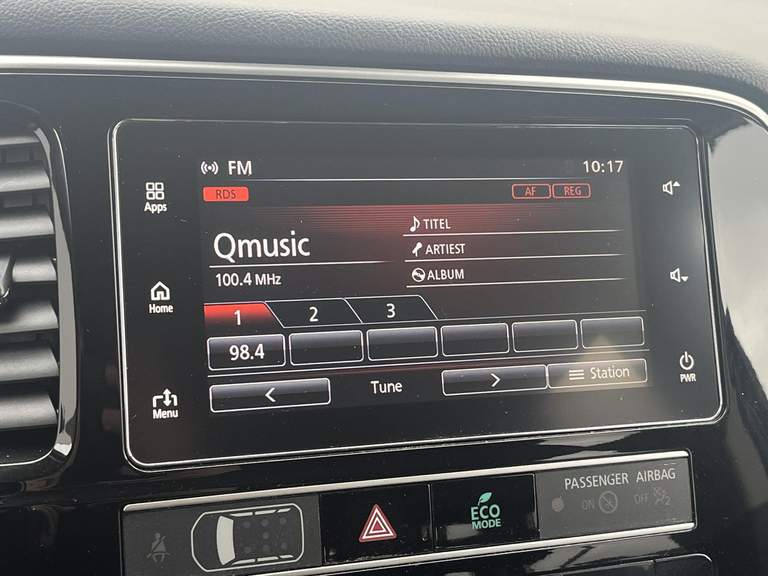 FM 10:17
RDS AF REG
Apps
Qmusic
100.4 MHz
TITEL
ARTIEST
ALBUM
Home
1 2 3
98.4
< Tune > Station
Menu
PWR
PASSENGER AIRBAG
ON OFF
ECO
MODE